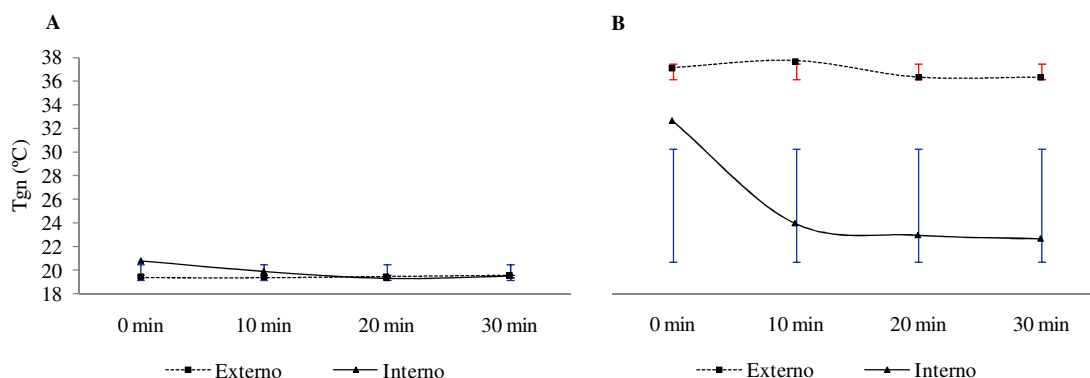 A
B
Tgn (ºC)
38
36
34
32
30
28
26
24
22
20
18
0 min 10 min 20 min 30 min
0 min 10 min 20 min 30 min
Externo Interno
Externo Interno